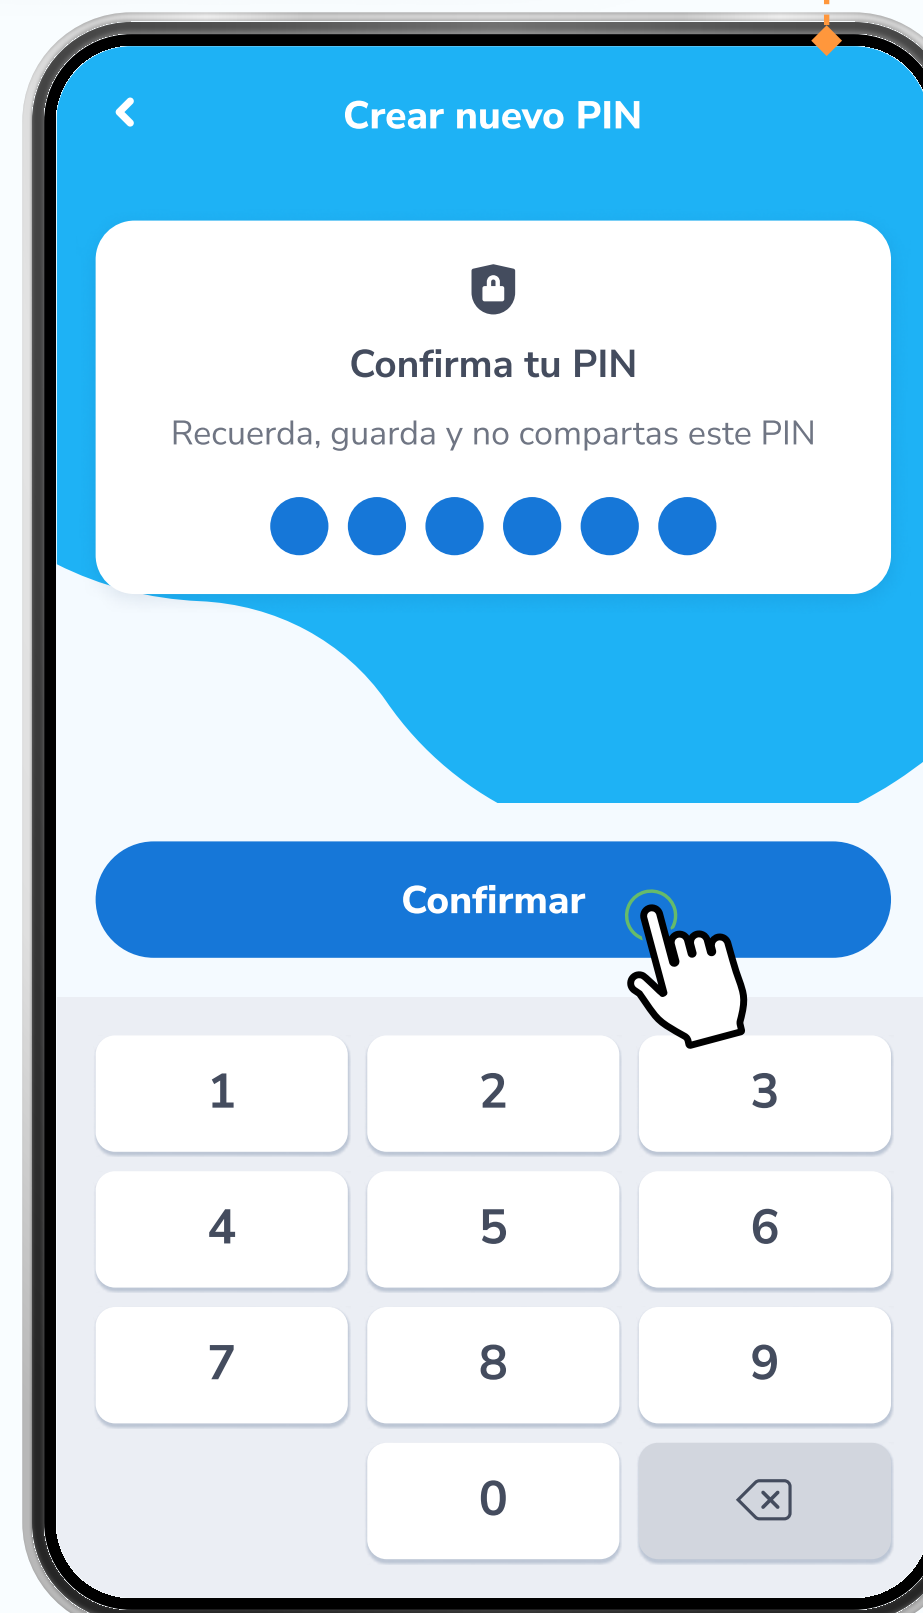 Crear nuevo PIN
Confirma tu PIN
Recuerda, guarda y no compartas este PIN
Confirmar
1 2 3
4 5 6
7 8 9
0